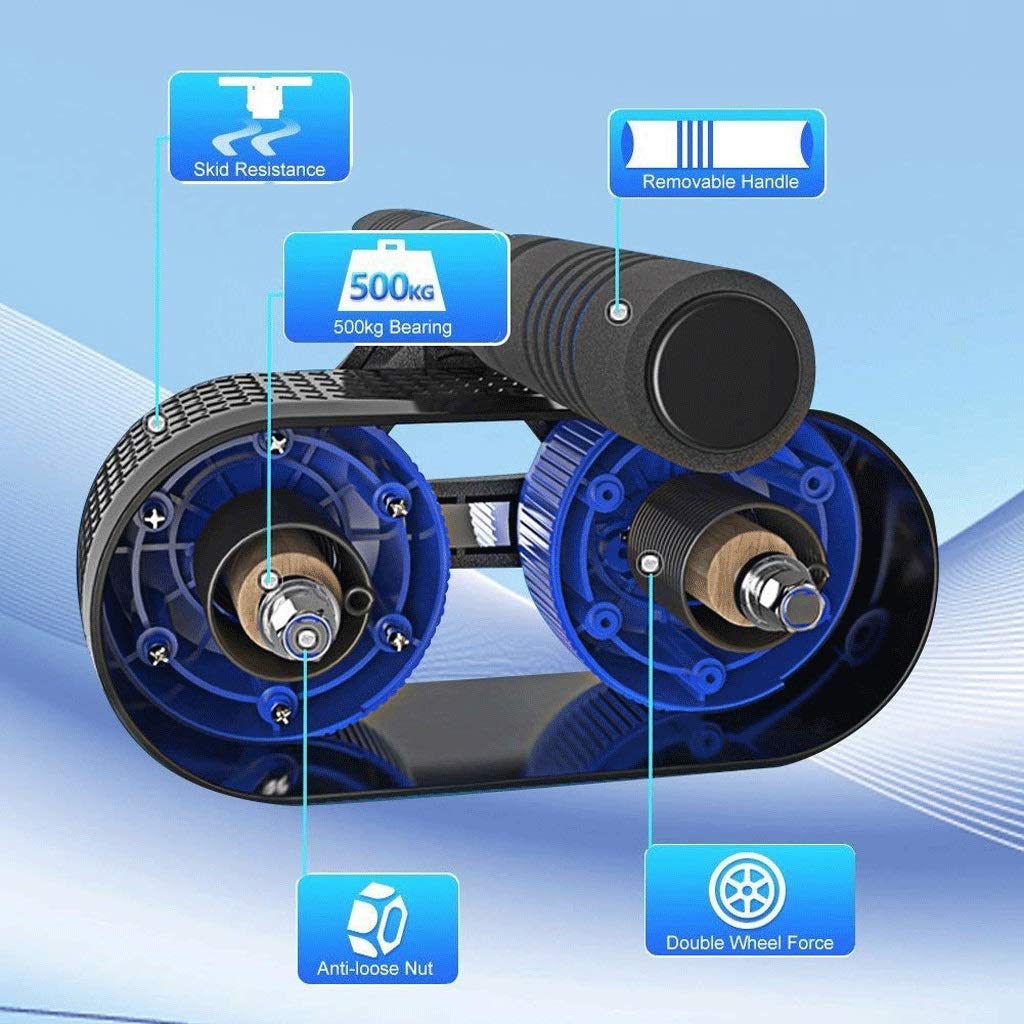 Skid Resistance
Removable Handle
500KG
500kg Bearing
Anti-loose Nut
Double Wheel Force